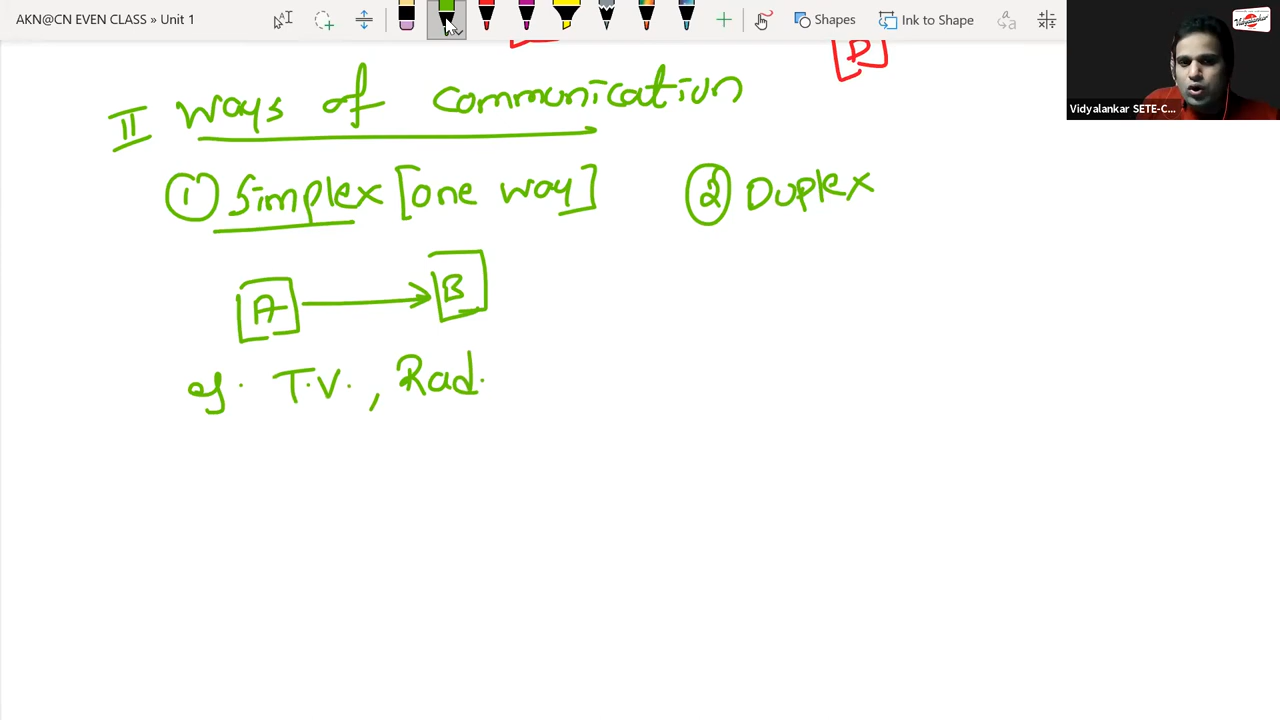 AKN@CN EVEN CLASS » Unit 1
Shapes
Ink to Shape
Vidyalankar
Vidyalankar SETE-C...
D
II Ways of communication
① Simplex [one way]
② Duplex
A
B
eg. T.V., Rad.